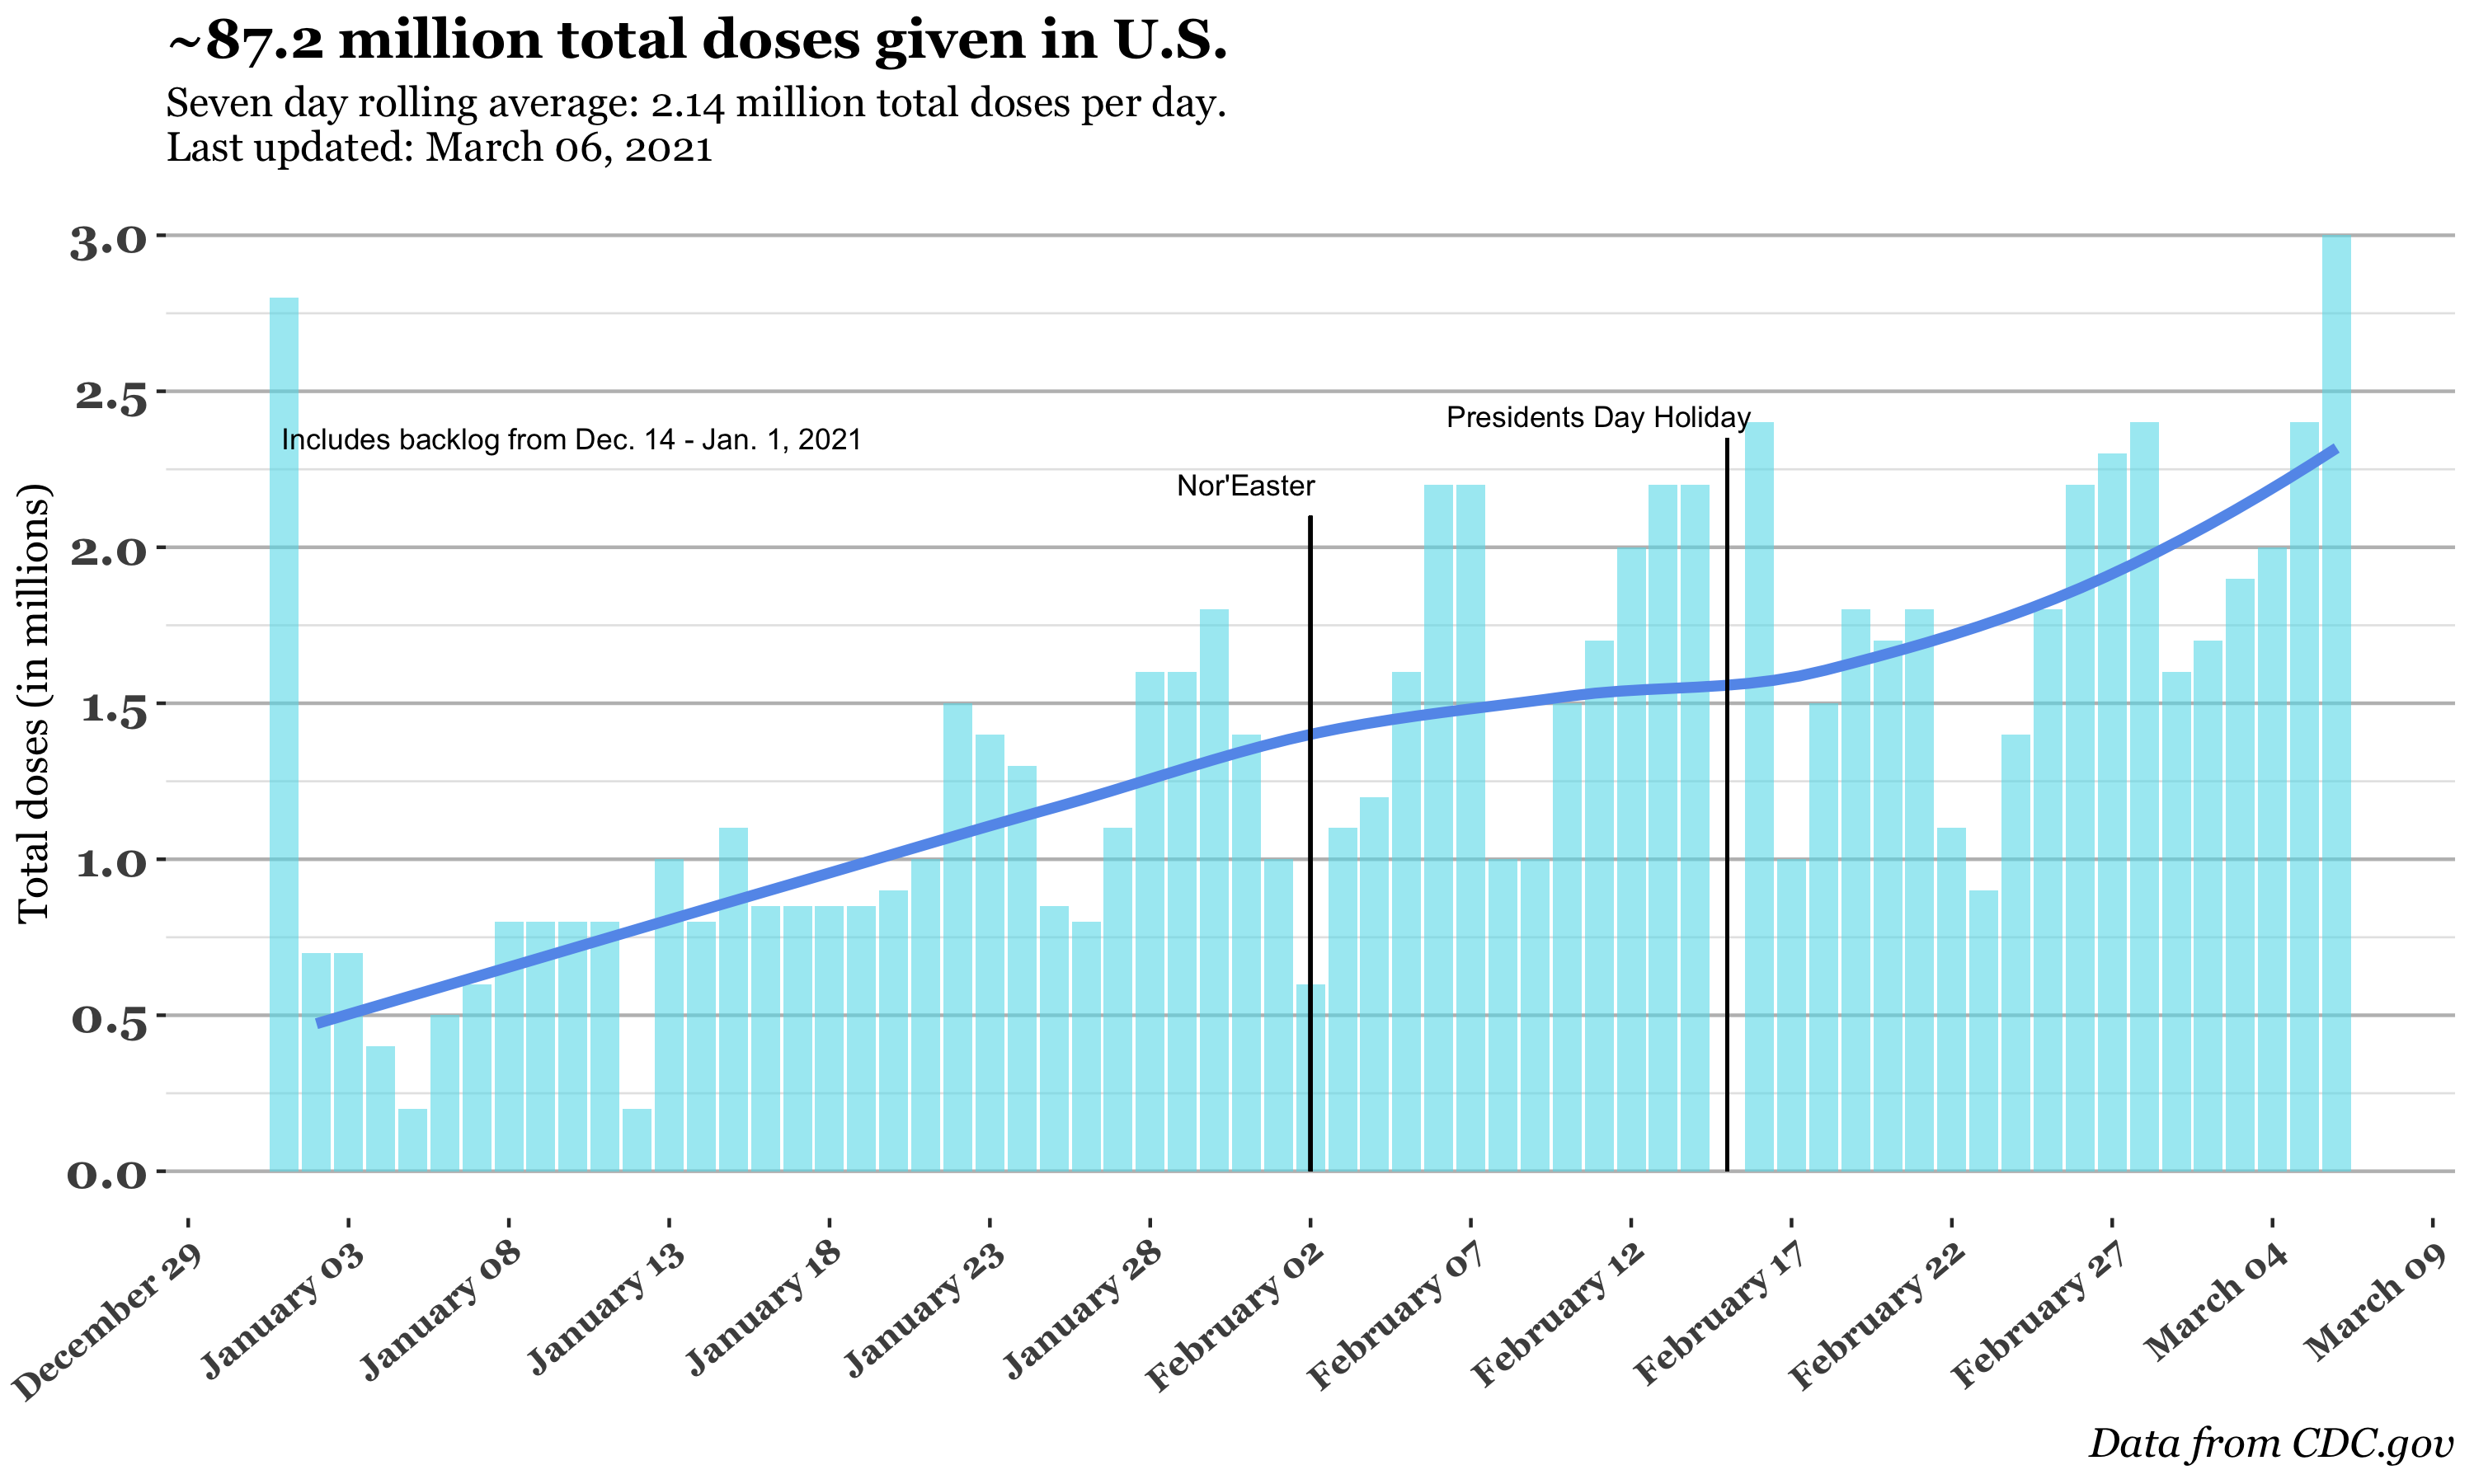 ~87.2 million total doses given in U.S.
Seven day rolling average: 2.14 million total doses per day.
Last updated: March 06, 2021
3.0
2.5
2.0
1.5
1.0
0.5
0.0
Total doses (in millions)
Includes backlog from Dec. 14 - Jan. 1, 2021
Nor'Easter
Presidents Day Holiday
December 29
January 03
January 08
January 13
January 18
January 23
January 28
February 02
February 07
February 12
February 17
February 22
February 27
March 04
March 09
Data from CDC.gov